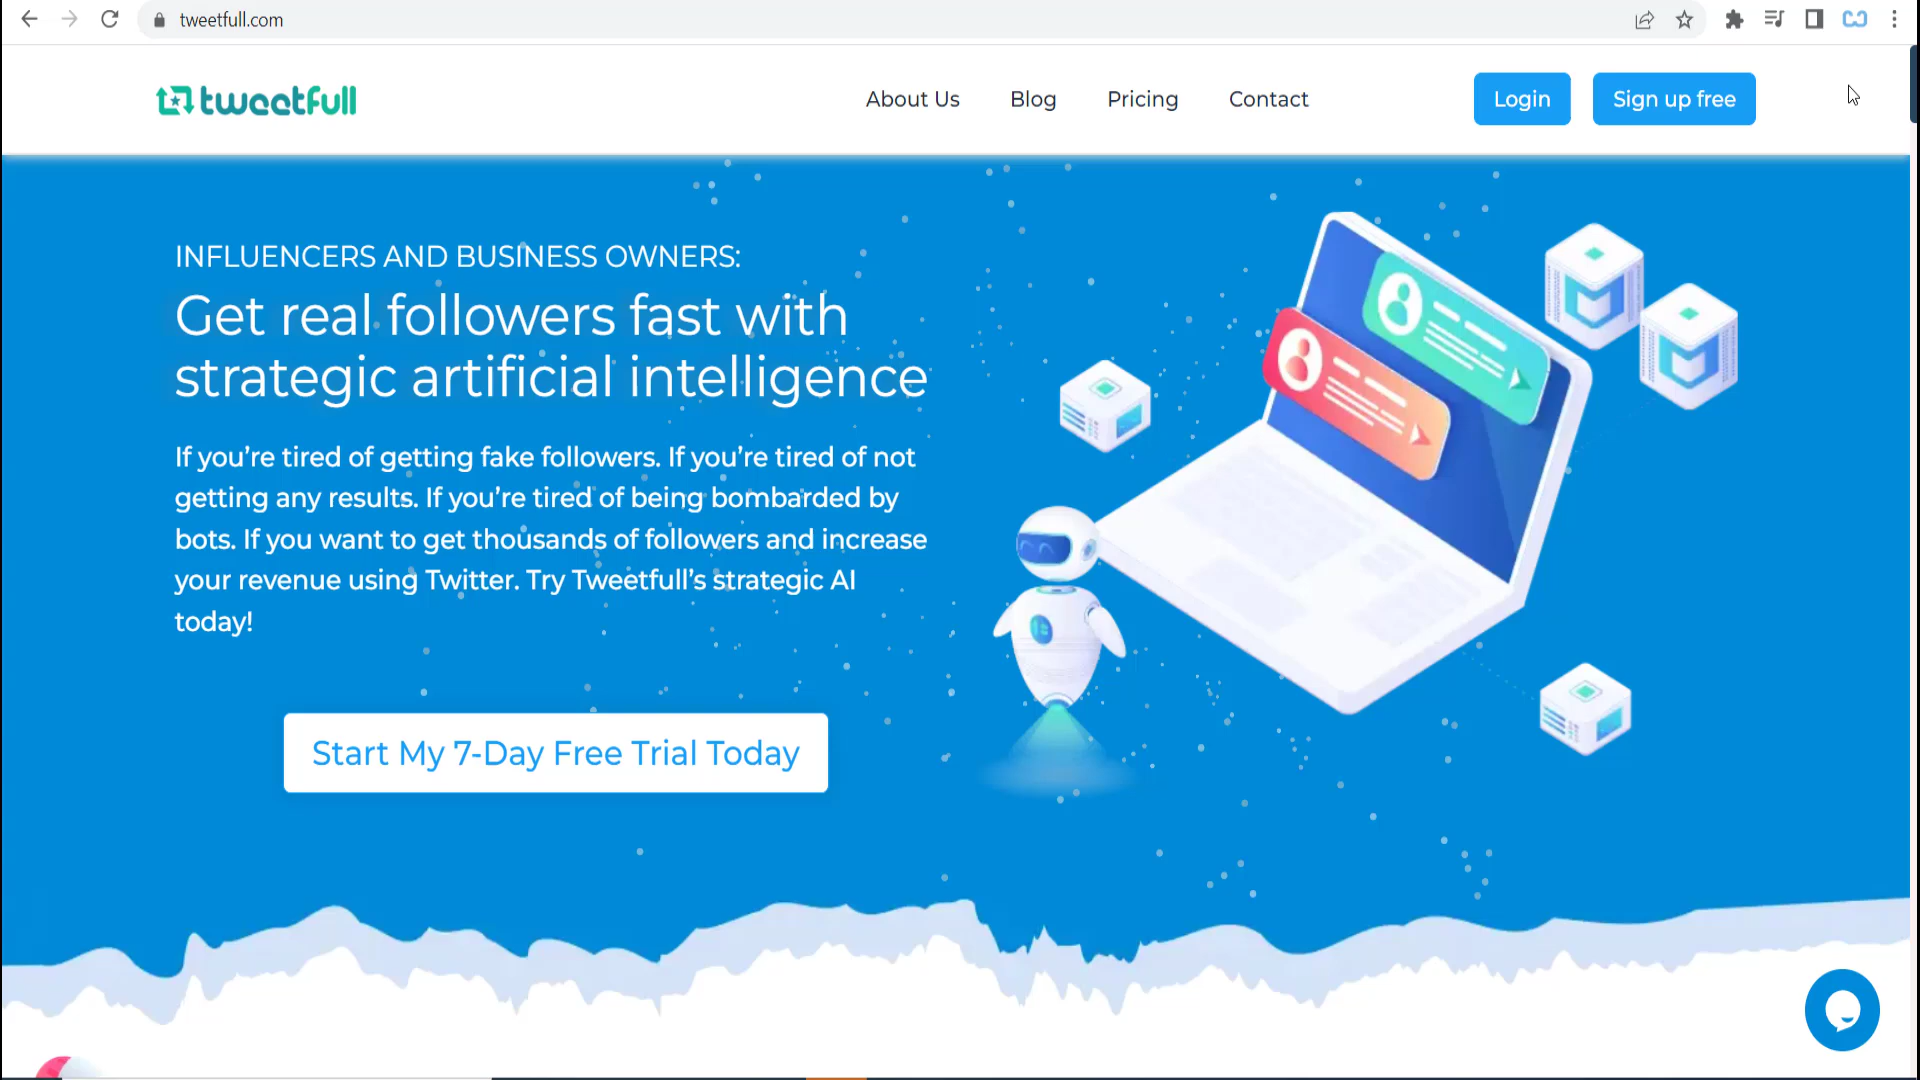 tweetfull.com
tweetfull
About Us
Blog
Pricing
Contact
Login
Sign up free
INFLUENCERS AND BUSINESS OWNERS:
Get real followers fast with
strategic artificial intelligence
If you’re tired of getting fake followers. If you’re tired of not
getting any results. If you’re tired of being bombarded by
bots. If you want to get thousands of followers and increase
your revenue using Twitter. Try Tweetfull’s strategic AI
today!
Start My 7-Day Free Trial Today